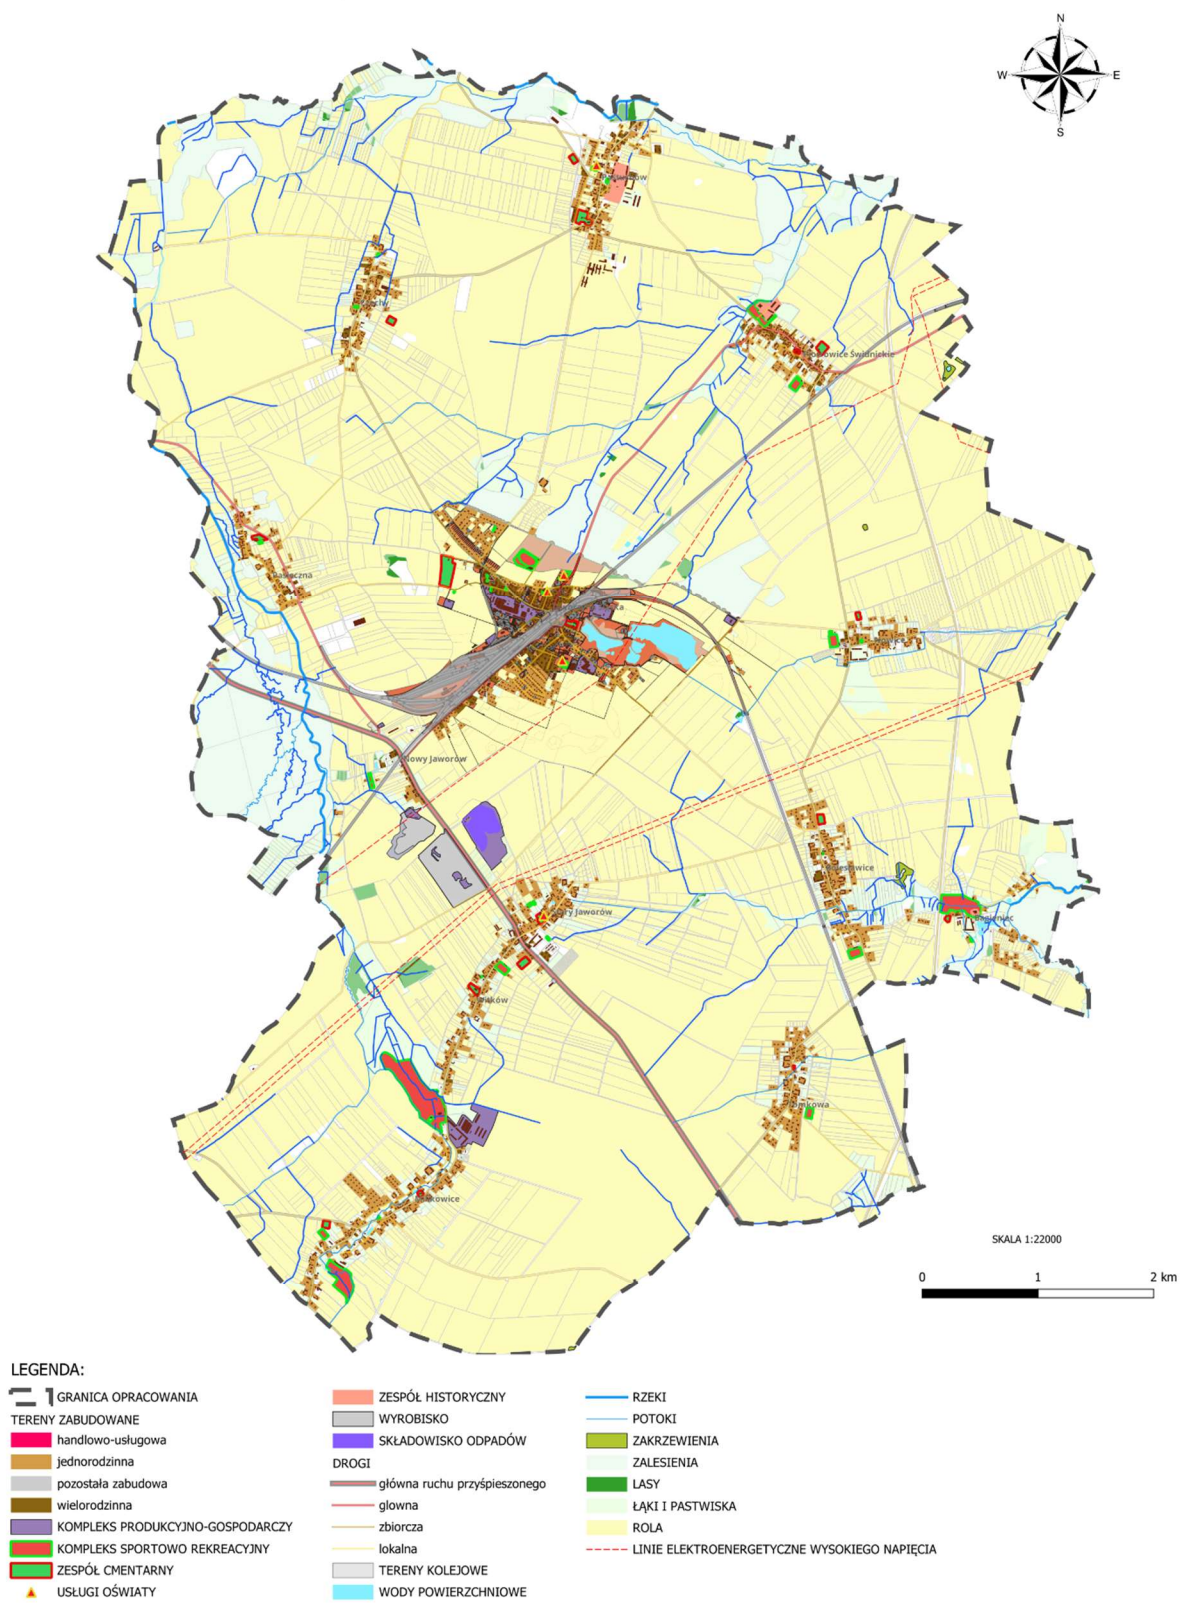 N
W E
S
Pasieczna
Nowy Jaworów
Stary Jaworów
SKALA 1:22000
0 1 2 km
LEGENDA:
GRANICA OPRACOWANIA
TERENY ZABUDOWANE
handlowo-usługowa
jednorodzinna
pozostała zabudowa
wielorodzinna
KOMPLEKS PRODUKCYJNO-GOSPODARCZY
KOMPLEKS SPORTOWO REKREACYJNY
ZESPÓŁ CMENTARNY
USŁUGI OŚWIATY
ZESPÓŁ HISTORYCZNY
WYROBISKO
SKŁADOWISKO ODPADÓW
DROGI
główna ruchu przyśpieszonego
glowna
zbiorcza
lokalna
TERENY KOLEJOWE
WODY POWIERZCHNIOWE
RZEKI
POTOKI
ZAKRZEWIENIA
ZALESIENIA
LASY
ŁĄKI I PASTWISKA
ROLA
LINIE ELEKTROENERGETYCZNE WYSOKIEGO NAPIĘCIA